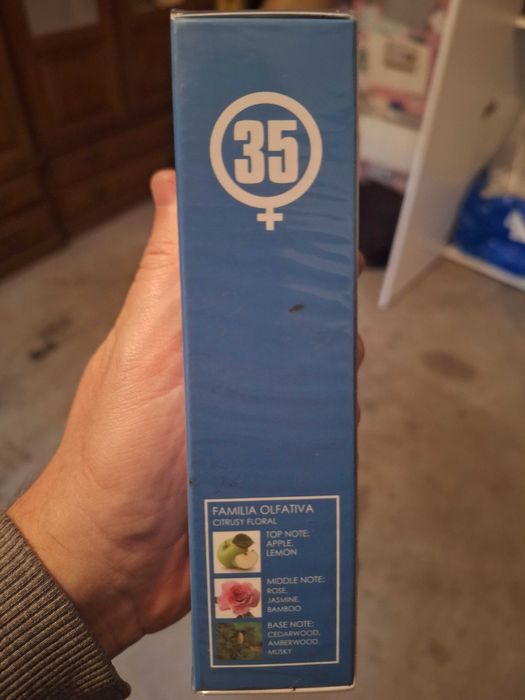 35
FAMILIA OLFATIVA
CITRUSY FLORAL
TOP NOTE:
APPLE,
LEMON
MIDDLE NOTE:
ROSE,
JASMINE,
BAMBOO
BASE NOTE:
CEDARWOOD,
AMBERWOOD,
MUSKY